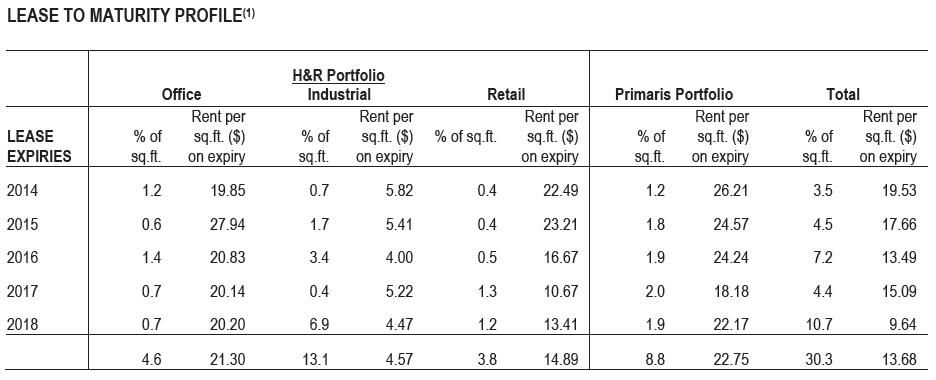 LEASE TO MATURITY PROFILE(1)
H&R Portfolio
Office Industrial Retail Primaris Portfolio Total
Rent per Rent per Rent per Rent per Rent per
LEASE % of sq.ft. ($) % of sq.ft. ($) % of sq.ft. sq.ft. ($) % of sq.ft. ($) % of sq.ft. ($)
EXPIRIES sq.ft. on expiry sq.ft. on expiry on expiry sq.ft. on expiry sq.ft. on expiry
2014 1.2 19.85 0.7 5.82 0.4 22.49 1.2 26.21 3.5 19.53
2015 0.6 27.94 1.7 5.41 0.4 23.21 1.8 24.57 4.5 17.66
2016 1.4 20.83 3.4 4.00 0.5 16.67 1.9 24.24 7.2 13.49
2017 0.7 20.14 0.4 5.22 1.3 10.67 2.0 18.18 4.4 15.09
2018 0.7 20.20 6.9 4.47 1.2 13.41 1.9 22.17 10.7 9.64
4.6 21.30 13.1 4.57 3.8 14.89 8.8 22.75 30.3 13.68